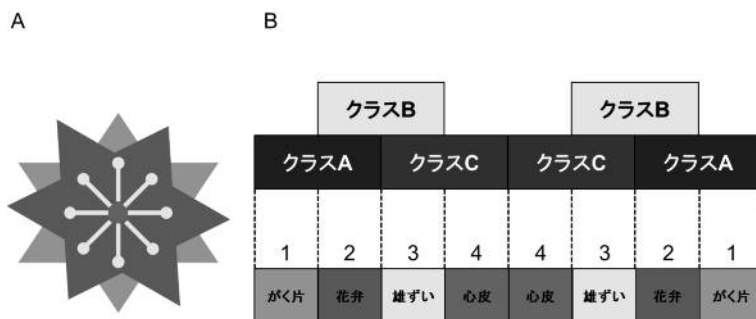 A
B
クラスB クラスB
クラスA クラスC クラスC クラスA
1 2 3 4 4 3 2 1
がく片 花弁 雄ずい 心皮 心皮 雄ずい 花弁 がく片